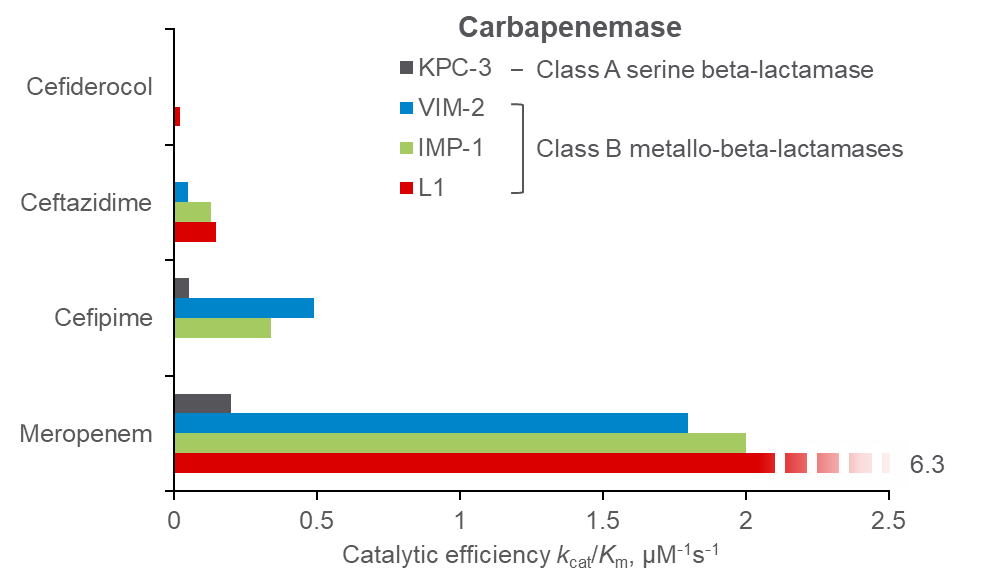 Carbapenemase
KPC-3 – Class A serine beta-lactamase
VIM-2
IMP-1
L1
Class B metallo-beta-lactamases
Cefiderocol
Ceftazidime
Cefipime
Meropenem
6.3
0 0.5 1 1.5 2 2.5
Catalytic efficiency kcat/Km, µM-1s-1